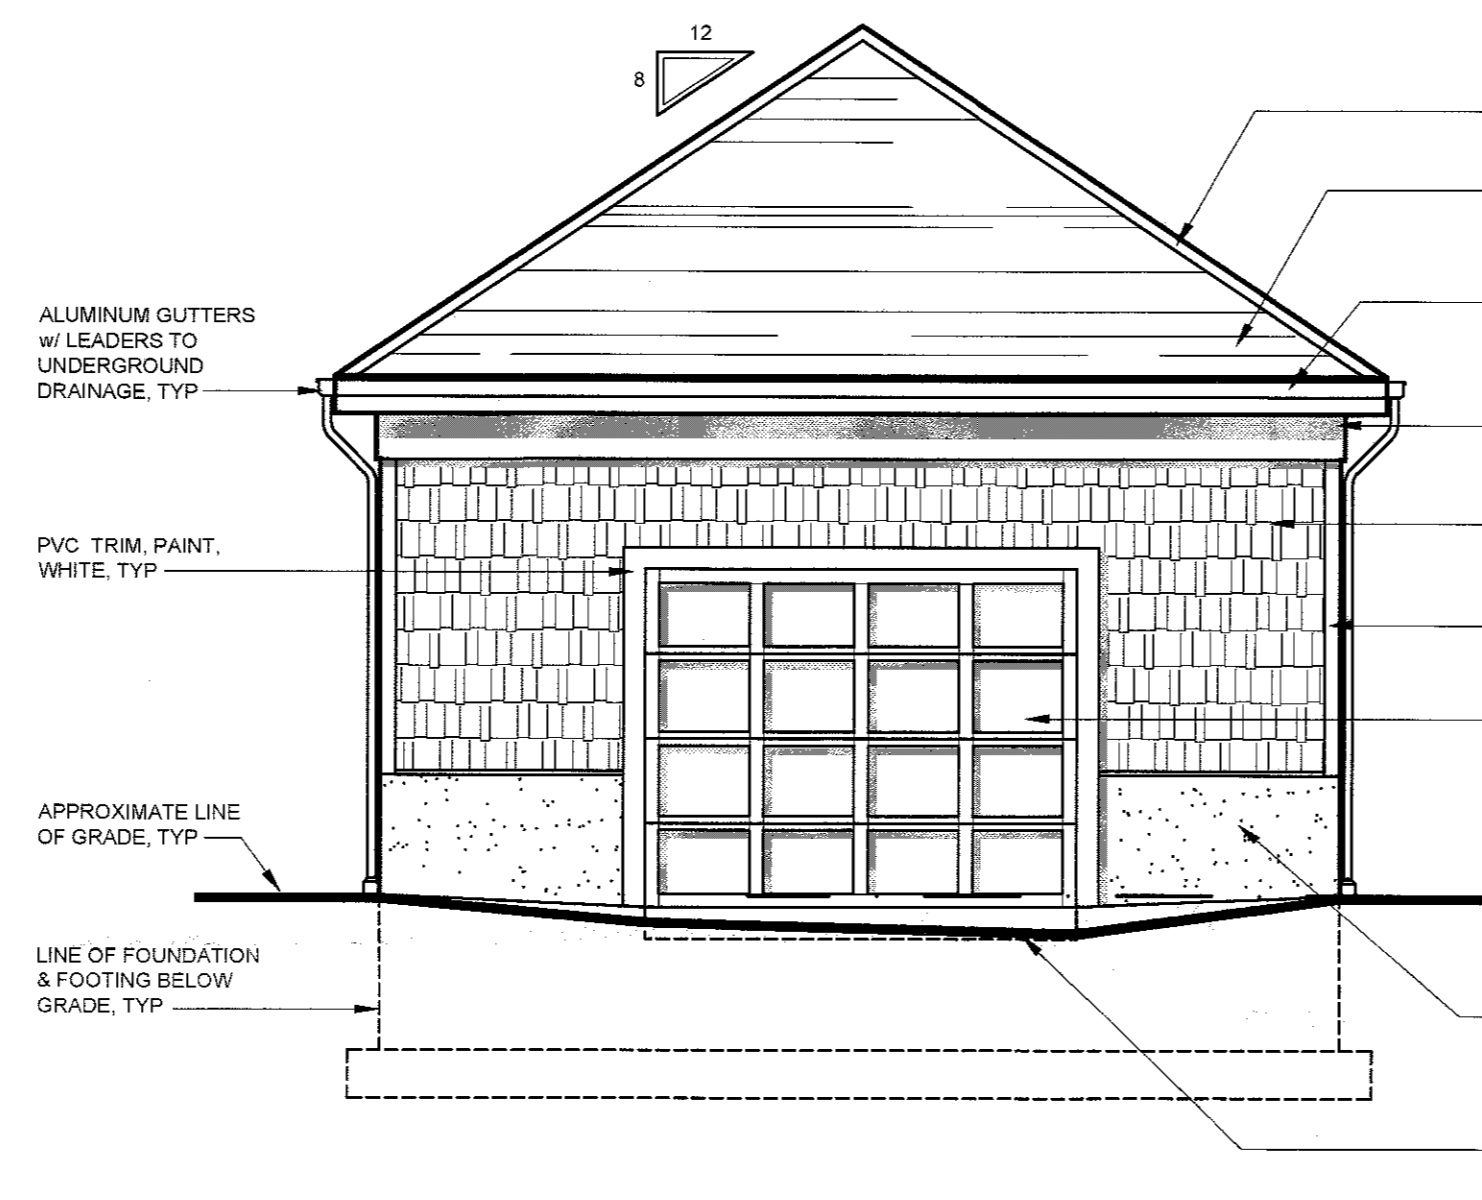 12
8
ALUMINUM GUTTERS
w/ LEADERS TO
UNDERGROUND
DRAINAGE, TYP
PVC TRIM, PAINT,
WHITE, TYP
APPROXIMATE LINE
OF GRADE, TYP
LINE OF FOUNDATION
& FOOTING BELOW
GRADE, TYP